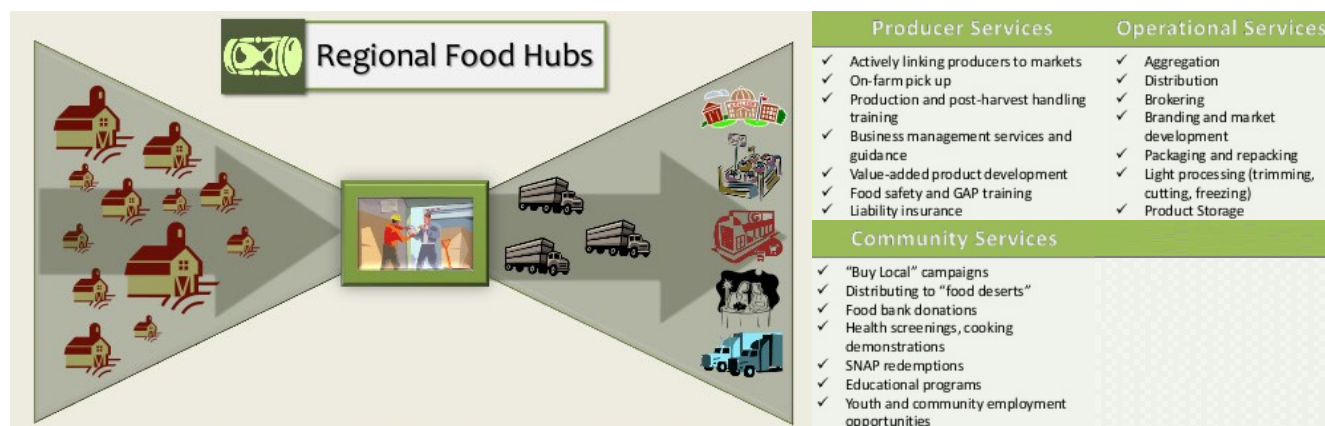 Regional Food Hubs
Producer Services
Actively linking producers to markets
On-farm pick up
Production and post-harvest handling
training
Business management services and
guidance
Value-added product development
Food safety and GAP training
Liability insurance
Operational Services
Aggregation
Distribution
Brokering
Branding and market
development
Packaging and repacking
Light processing (trimming,
cutting, freezing)
Product Storage
Community Services
“Buy Local” campaigns
Distributing to “food deserts”
Food bank donations
Health screenings, cooking
demonstrations
SNAP redemptions
Educational programs
Youth and community employment
opportunities